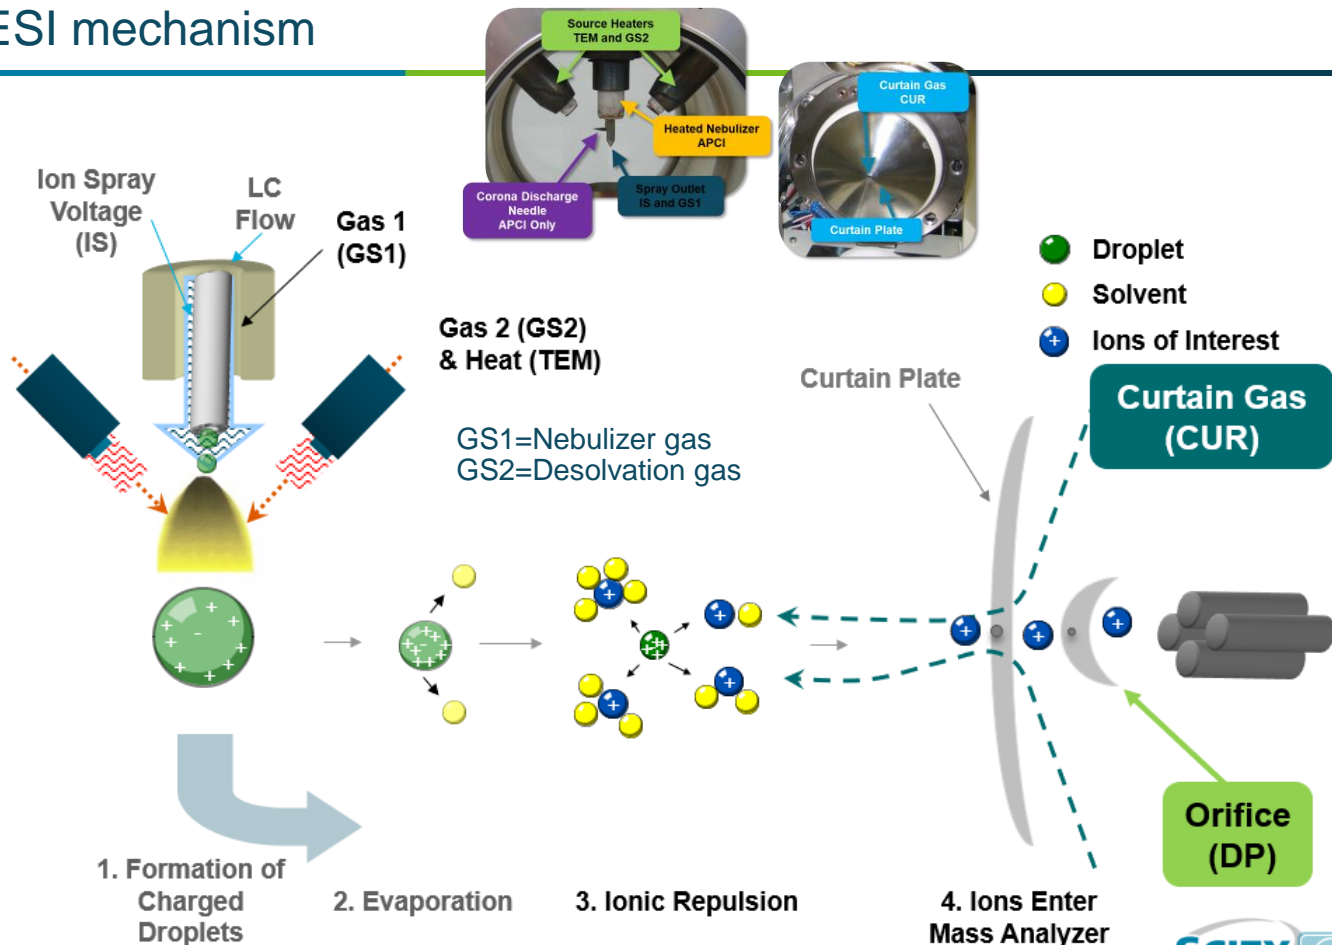 ESI mechanism
Source Heaters
TEM and GS2
Curtain Gas
CUR
Heated Nebulizer
APCI
Corona Discharge
Needle
APCI Only
Spray Outlet
IS and GS1
Curtain Plate
Ion Spray
Voltage
(IS)
LC
Flow
Gas 1
(GS1)
Droplet
Solvent
Ions of Interest
Gas 2 (GS2)
& Heat (TEM)
Curtain Plate
Curtain Gas
(CUR)
GS1=Nebulizer gas
GS2=Desolvation gas
Orifice
(DP)
1. Formation of
Charged
Droplets
2. Evaporation
3. Ionic Repulsion
4. Ions Enter
Mass Analyzer